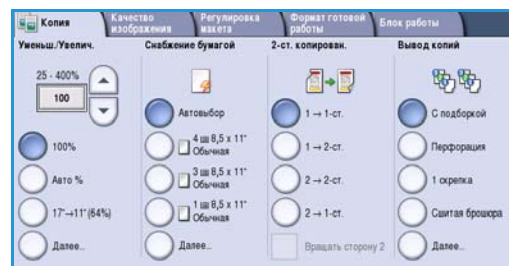 Копия
Качество
изображения
Регулировка
макета
Формат готовой
работы
Блок работы
Уменьш./Увелич.
25 - 400%
100
100%
Авто %
17"→11"(64%)
Далее...
Снабжение бумагой
Автовыбор
4 8,5 x 11"
Обычная
3 8,5 x 11"
Обычная
1 8,5 x 11"
Обычная
Далее...
2-ст. копирован.
1 → 1-ст.
1 → 2-ст.
2 → 2-ст.
2 → 1-ст.
Вращать сторону 2
Вывод копий
С подборкой
Перфорация
1 скрепка
Сшитая брошюра
Далее...